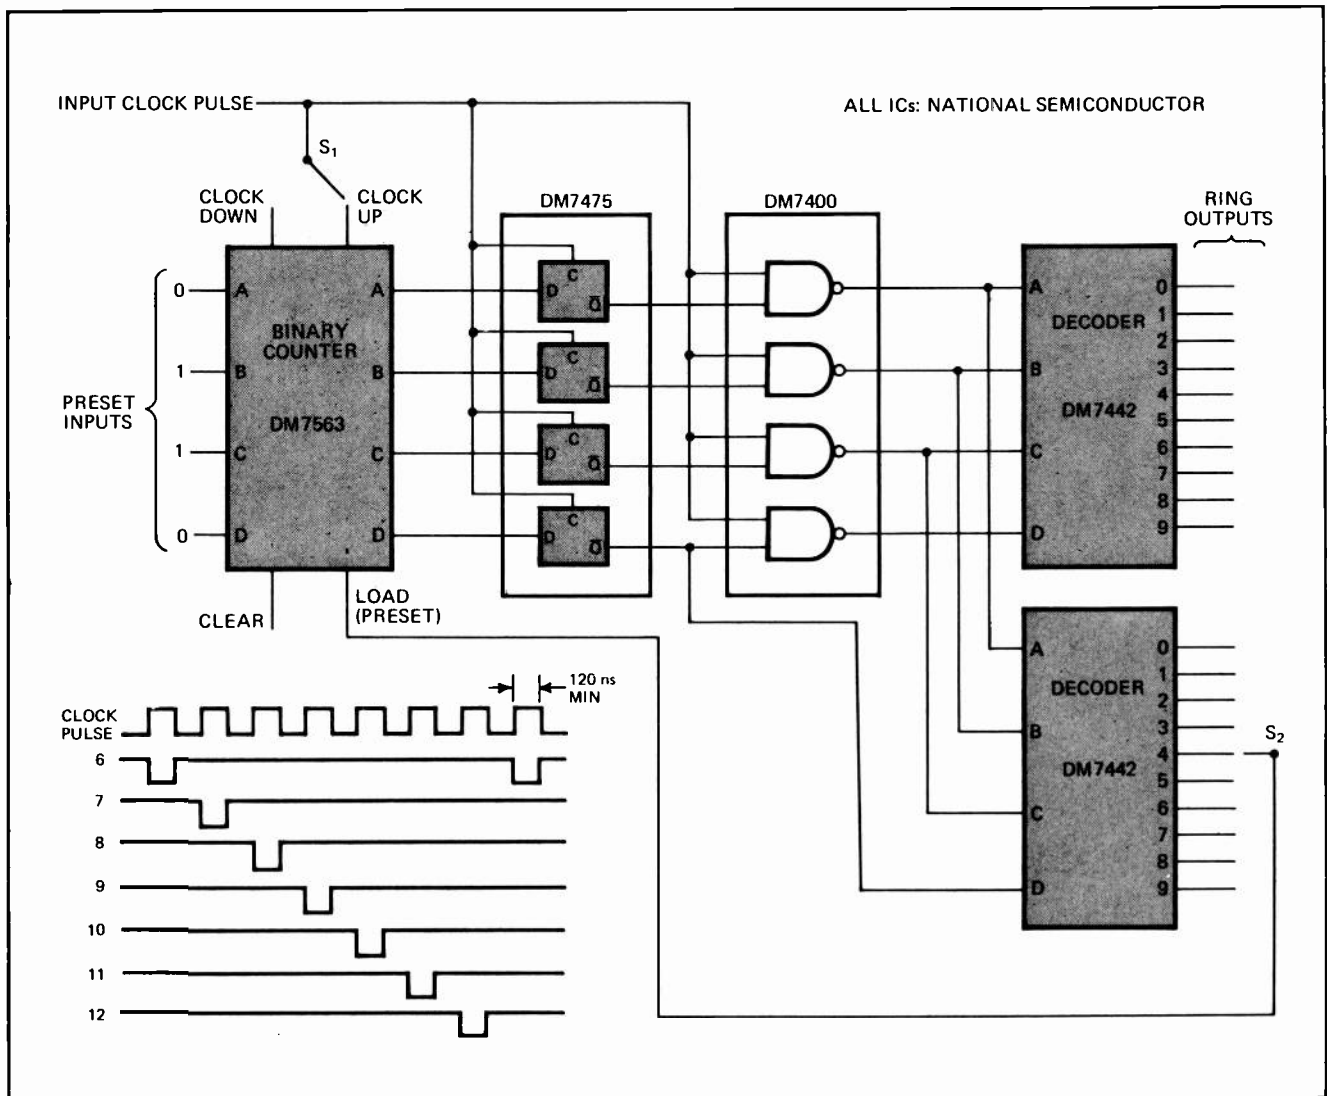 INPUT CLOCK PULSE
ALL ICs: NATIONAL SEMICONDUCTOR
S1
CLOCK DOWN
CLOCK UP
DM7475
DM7400
RING OUTPUTS
PRESET INPUTS
0
1
1
0
A
B
C
D
BINARY COUNTER
DM7563
A
B
C
D
CLEAR
LOAD (PRESET)
C
D
Q̅
C
D
Q̅
C
D
Q̅
C
D
Q̅
A
B
C
D
DECODER
DM7442
0
1
2
3
4
5
6
7
8
9
A
B
C
D
DECODER
DM7442
0
1
2
3
4
5
6
7
8
9
S2
120 ns MIN
CLOCK PULSE
6
7
8
9
10
11
12